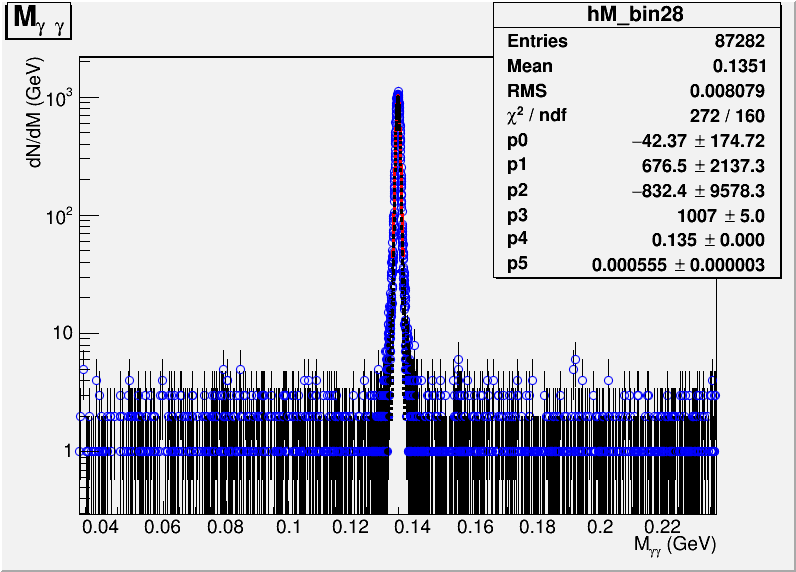 M γ γ
hM_bin28
Entries 87282
Mean 0.1351
RMS 0.008079
χ² / ndf 272 / 160
p0 −42.37 ± 174.72
p1 676.5 ± 2137.3
p2 −832.4 ± 9578.3
p3 1007 ± 5.0
p4 0.135 ± 0.000
p5 0.000555 ± 0.000003
dN/dM (GeV)
10³
10²
10
1
0.04 0.06 0.08 0.1 0.12 0.14 0.16 0.18 0.2 0.22
Mγγ (GeV)